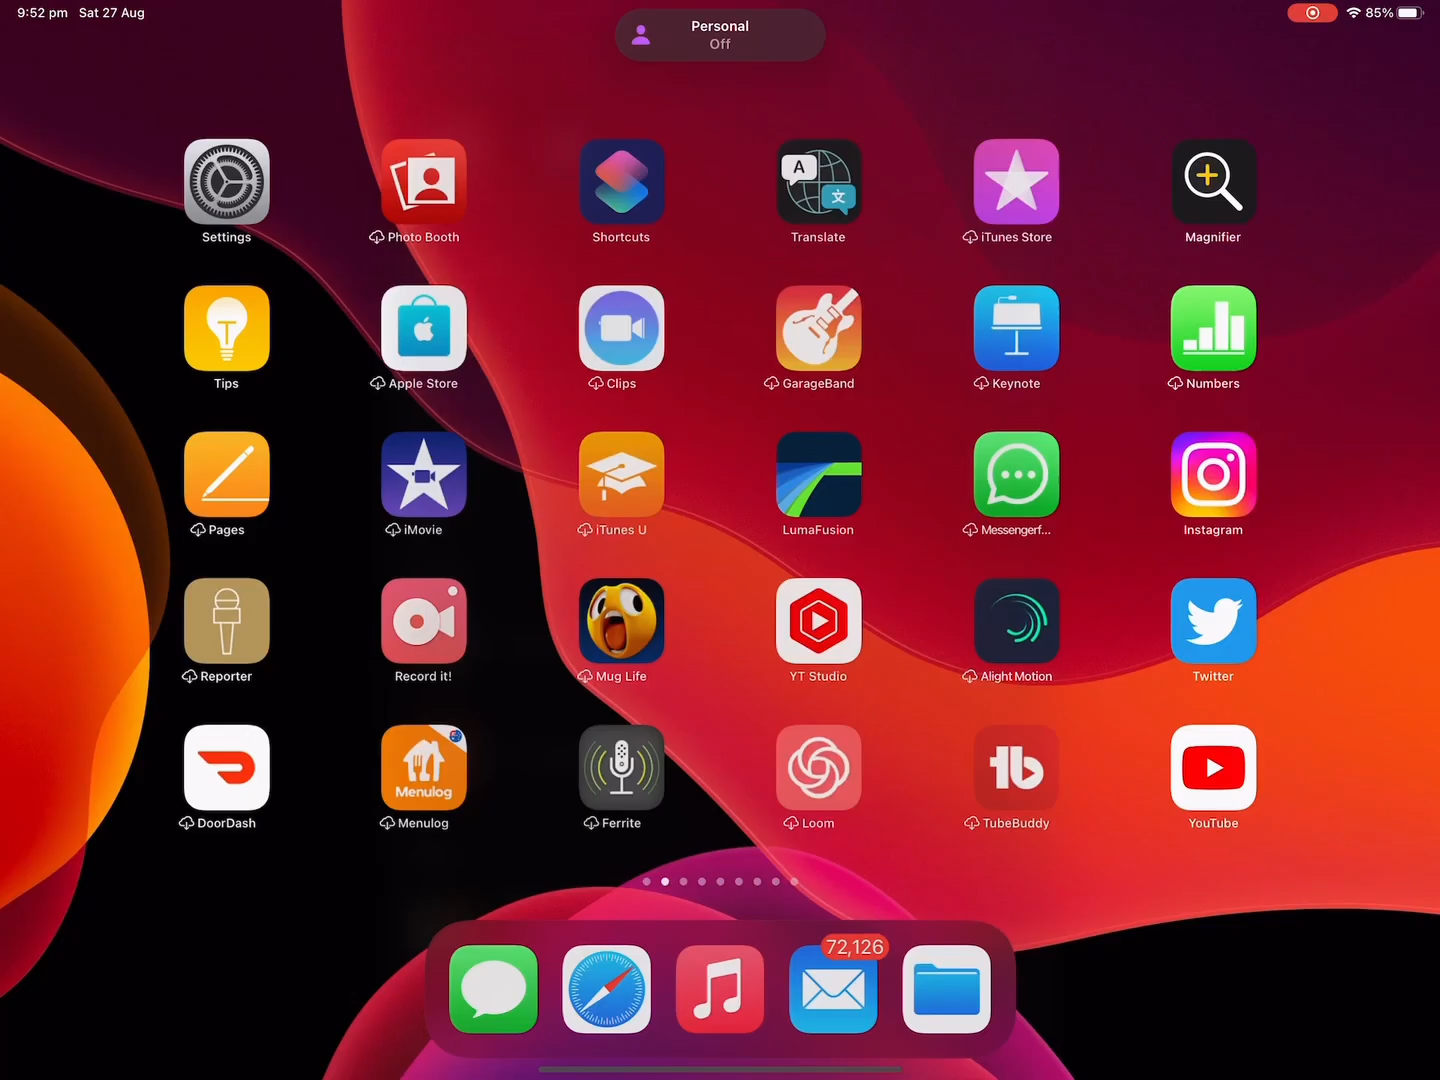 9:52 pm Sat 27 Aug
Personal
Off
85%
Settings
Photo Booth
Shortcuts
A
文
Translate
iTunes Store
Magnifier
Tips
Apple Store
Clips
GarageBand
Keynote
Numbers
Pages
iMovie
iTunes U
LumaFusion
Messengerf...
Instagram
Reporter
Record it!
Mug Life
YT Studio
Alight Motion
Twitter
Menulog
tb
DoorDash
Menulog
Ferrite
Loom
TubeBuddy
YouTube
72,126